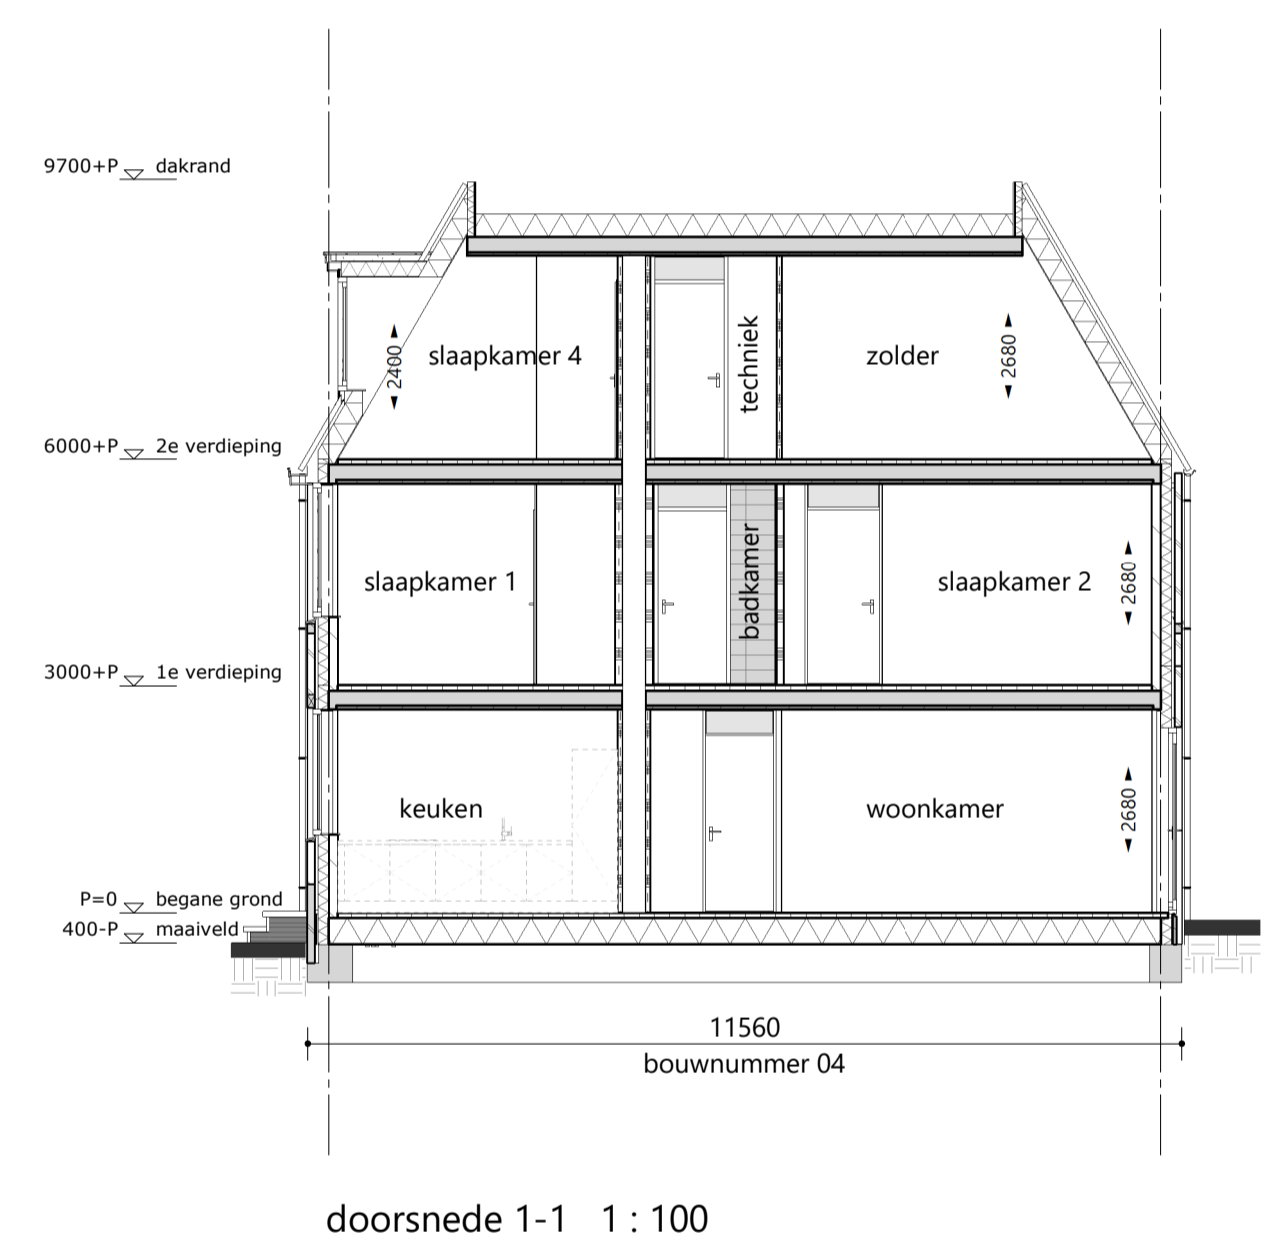 9700+P dakrand
slaapkamer 4
2400
techniek
zolder
2680
6000+P 2e verdieping
slaapkamer 1
badkamer
slaapkamer 2
2680
3000+P 1e verdieping
keuken
woonkamer
2680
P=0 begane grond
400-P maaiveld
11560
bouwnummer 04
doorsnede 1-1 1 : 100